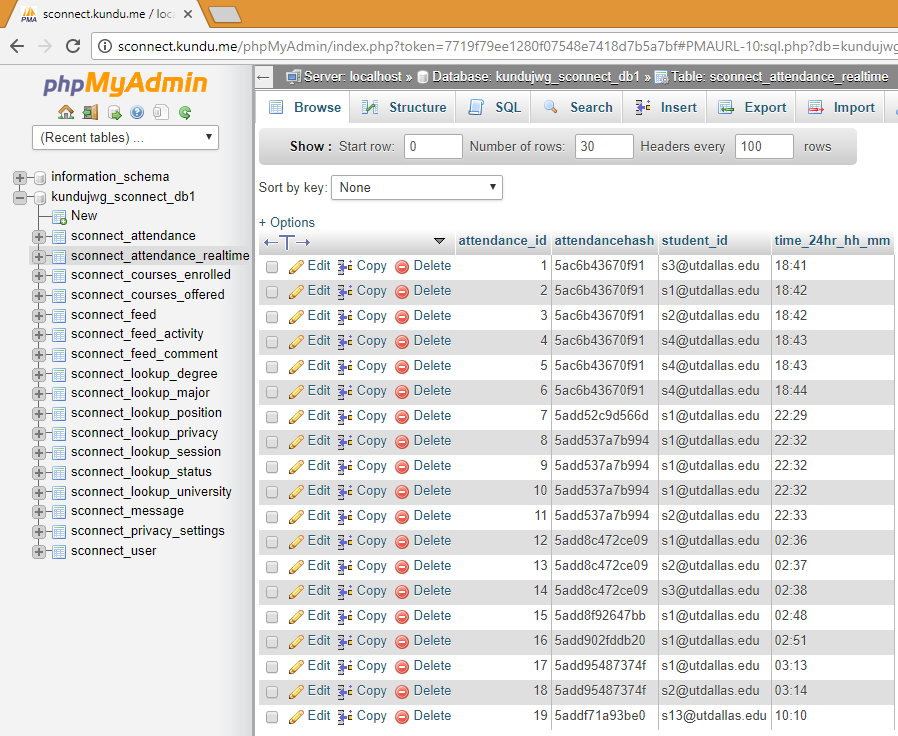 sconnect.kundu.me / loca
sconnect.kundu.me/phpMyAdmin/index.php?token=7719f79ee1280f07548e7418d7b5a7bf#PMAURL-10:sql.php?db=kundujwg
phpMyAdmin
(Recent tables) ...
information_schema
kundujwg_sconnect_db1
New
sconnect_attendance
sconnect_attendance_realtime
sconnect_courses_enrolled
sconnect_courses_offered
sconnect_feed
sconnect_feed_activity
sconnect_feed_comment
sconnect_lookup_degree
sconnect_lookup_major
sconnect_lookup_position
sconnect_lookup_privacy
sconnect_lookup_session
sconnect_lookup_status
sconnect_lookup_university
sconnect_message
sconnect_privacy_settings
sconnect_user
Server: localhost » Database: kundujwg_sconnect_db1 » Table: sconnect_attendance_realtime
Browse Structure SQL Search Insert Export Import
Show : Start row: 0 Number of rows: 30 Headers every 100 rows
Sort by key: None
+ Options
←T→ attendance_id attendancehash student_id time_24hr_hh_mm
Edit Copy Delete 1 5ac6b43670f91 s3@utdallas.edu 18:41
Edit Copy Delete 2 5ac6b43670f91 s1@utdallas.edu 18:42
Edit Copy Delete 3 5ac6b43670f91 s2@utdallas.edu 18:42
Edit Copy Delete 4 5ac6b43670f91 s4@utdallas.edu 18:43
Edit Copy Delete 5 5ac6b43670f91 s4@utdallas.edu 18:43
Edit Copy Delete 6 5ac6b43670f91 s4@utdallas.edu 18:44
Edit Copy Delete 7 5add52c9d566d s1@utdallas.edu 22:29
Edit Copy Delete 8 5add537a7b994 s1@utdallas.edu 22:32
Edit Copy Delete 9 5add537a7b994 s1@utdallas.edu 22:32
Edit Copy Delete 10 5add537a7b994 s1@utdallas.edu 22:32
Edit Copy Delete 11 5add537a7b994 s2@utdallas.edu 22:33
Edit Copy Delete 12 5add8c472ce09 s1@utdallas.edu 02:36
Edit Copy Delete 13 5add8c472ce09 s2@utdallas.edu 02:37
Edit Copy Delete 14 5add8c472ce09 s3@utdallas.edu 02:38
Edit Copy Delete 15 5add8f92647bb s1@utdallas.edu 02:48
Edit Copy Delete 16 5add902fddb20 s1@utdallas.edu 02:51
Edit Copy Delete 17 5add95487374f s1@utdallas.edu 03:13
Edit Copy Delete 18 5add95487374f s2@utdallas.edu 03:14
Edit Copy Delete 19 5addf71a93be0 s13@utdallas.edu 10:10